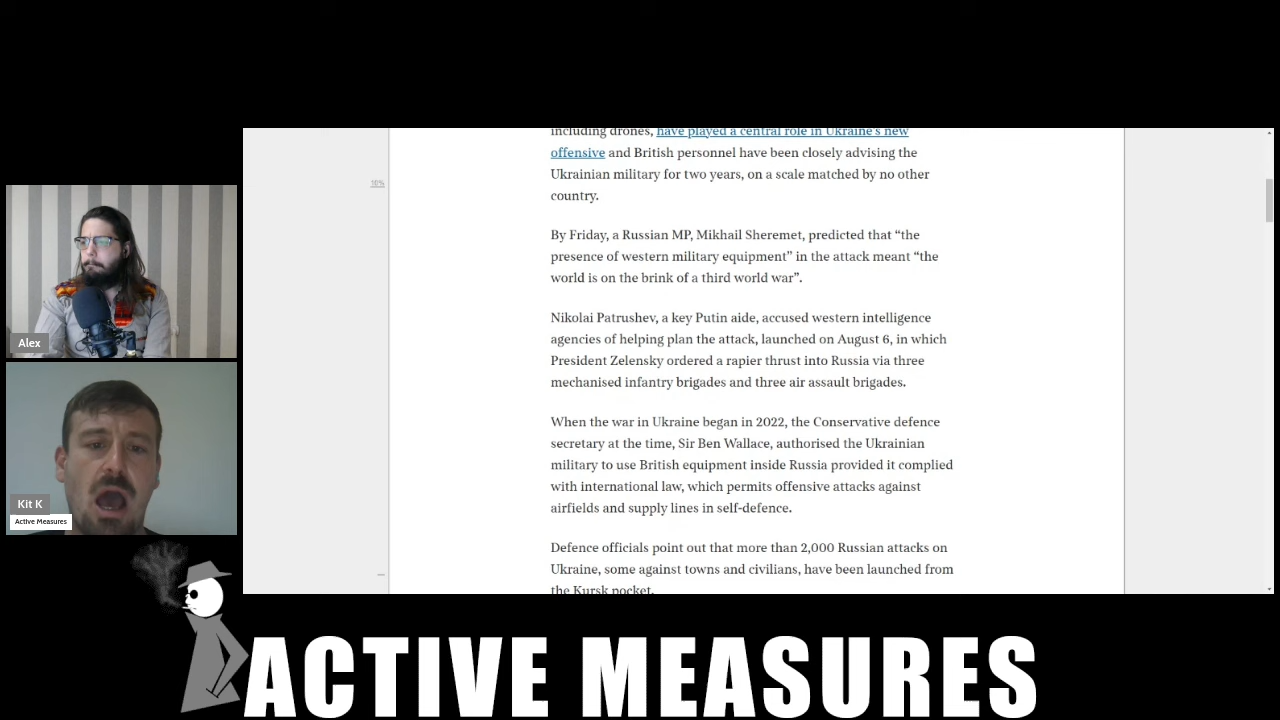 including drones, have played a central role in Ukraine's new
offensive and British personnel have been closely advising the
Ukrainian military for two years, on a scale matched by no other
country.
By Friday, a Russian MP, Mikhail Sheremet, predicted that “the
presence of western military equipment” in the attack meant “the
world is on the brink of a third world war”.
Nikolai Patrushev, a key Putin aide, accused western intelligence
agencies of helping plan the attack, launched on August 6, in which
President Zelensky ordered a rapier thrust into Russia via three
mechanised infantry brigades and three air assault brigades.
When the war in Ukraine began in 2022, the Conservative defence
secretary at the time, Sir Ben Wallace, authorised the Ukrainian
military to use British equipment inside Russia provided it complied
with international law, which permits offensive attacks against
airfields and supply lines in self-defence.
Defence officials point out that more than 2,000 Russian attacks on
Ukraine, some against towns and civilians, have been launched from
the Kursk pocket.
Alex
Kit K
Active Measures
ACTIVE MEASURES